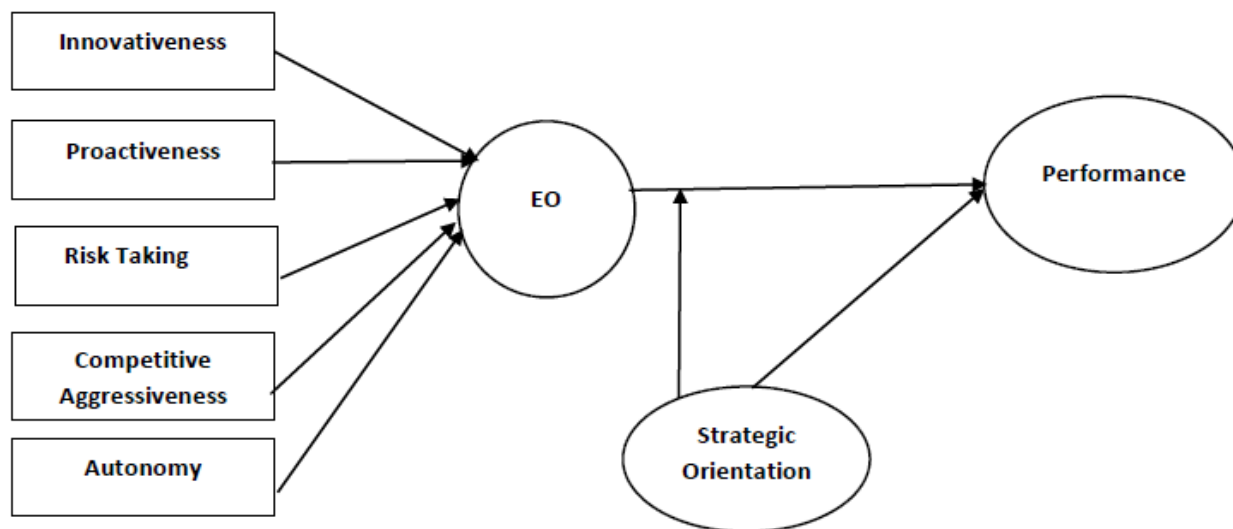 Innovativeness
Proactiveness
Risk Taking
Competitive
Aggressiveness
Autonomy
EO
Performance
Strategic
Orientation